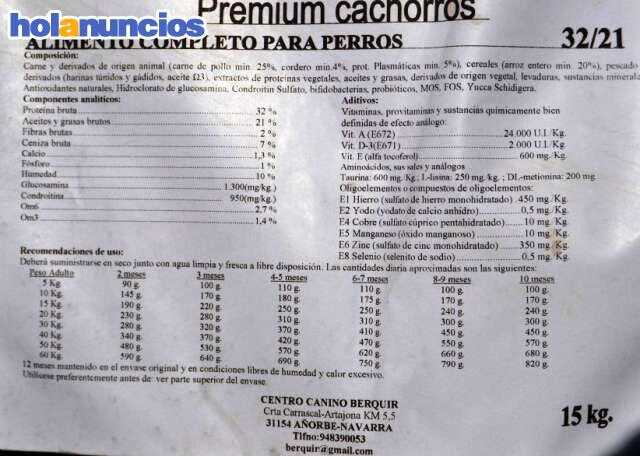 holanuncios
Premium cachorros
ALIMENTO COMPLETO PARA PERROS 32/21
Composición:
Carne y derivados de origen animal (carne de pollo min. 25%, cordero min.4%, prot. Plasmáticas min. 5%), cereales (arroz entero min. 20%), pescado
derivados (harinas túnidos y gádidos, aceite Ω3), extractos de proteinas vegetales, aceites y grasas, derivados de origen vegetal, levaduras, sustancias minerales
Antioxidantes naturales, Hidroclorato de glucosamina, Condroitin Sulfato, bifidobacterias, probióticos, MOS, FOS, Yucca Schidigera.
Componentes analiticos:
Proteina bruta 32 %
Aceites y grasas brutos 21 %
Fibras brutas 2 %
Ceniza bruta 7 %
Calcio 1,3 %
Fósforo 1 %
Humedad 10 %
Glucosamina 1.300(mg/kg.)
Condroitina 950(mg/kg.)
Om6 2,7 %
Om3 1,4 %
Aditivos:
Vitaminas, provitaminas y sustancias químicamente bien
definidas de efecto análogo:
Vit. A (E672) 24.000 U.I./Kg.
Vit. D-3(E671) 2.000 U.I./Kg.
Vit. E (alfa tocoferol) 600 mg./Kg.
Aminoácidos, sus sales y análogos
Taurina: 600 mg./Kg.; L-lisina: 250 mg./kg. ; DL-metionina: 200 mg.
Oligoelementos o compuestos de oligoelementos:
E1 Hierro (sulfato de hierro monohidratado) 450 mg/Kg.
E2 Yodo (yodato de calcio anhidro) 0,5 mg/Kg.
E4 Cobre (sulfato cúprico pentahidratado) 10 mg/Kg.
E5 Manganeso (óxido manganoso) 10 mg/Kg.
E6 Zinc (sulfato de cinc monohidratado) 350 mg/Kg.
E8 Selenio (selenito de sodio) 0.5 mg/Kg.
Recomendaciones de uso:
Deberá suministrarse en seco junto con agua limpia y fresca a libre disposición. Las cantidades diaria aproximadas son las siguientes:
Peso Adulto 2 meses 3 meses 4-5 meses 6-7 meses 8-9 meses 10 meses
5 Kg. 90 g. 100 g. 110 g. 110 g. 100 g. 100 g.
10 Kg. 145 g. 170 g. 180 g. 175 g. 170 g. 170 g.
15 Kg. 190 g. 220 g. 250 g. 250 g. 240 g. 240 g.
20 Kg. 230 g. 280 g. 310 g. 310 g. 300 g. 300 g.
30 Kg. 280 g. 320 g. 370 g. 410 g. 450 g. 450 g.
40 Kg. 340 g. 370 g. 420 g. 470 g. 530 g. 550 g.
50 Kg. 480 g. 530 g. 570 g. 620 g. 660 g. 680 g.
60 Kg. 590 g. 640 g. 690 g. 750 g. 790 g. 820 g.
12 meses mantenido en el envase original y en condiciones libres de humedad y calor excesivo.
Utilícese preferentemente antes de: ver parte superior del envase.
CENTRO CANINO BERQUIR
Crta Carrascal-Artajona KM 5,5
31154 AÑORBE-NAVARRA
Tlfno:948390053
berquir@gmail.com
15 kg.